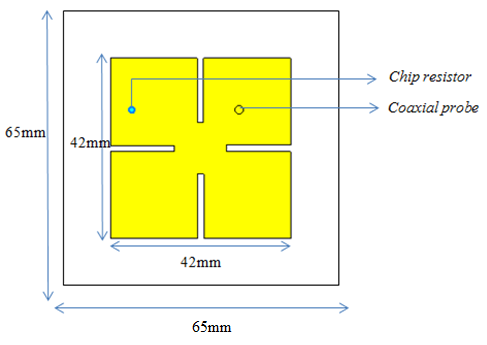 Chip resistor
Coaxial probe
65mm
42mm
42mm
65mm